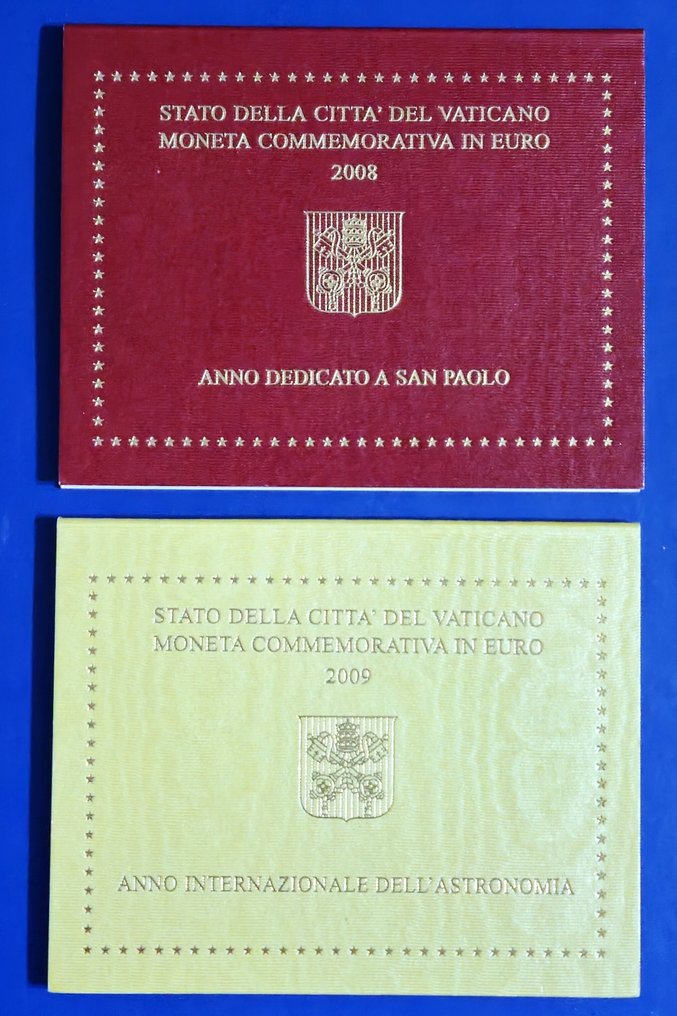 STATO DELLA CITTA' DEL VATICANO
MONETA COMMEMORATIVA IN EURO
2008
ANNO DEDICATO A SAN PAOLO
STATO DELLA CITTA' DEL VATICANO
MONETA COMMEMORATIVA IN EURO
2009
ANNO INTERNAZIONALE DELL'ASTRONOMIA